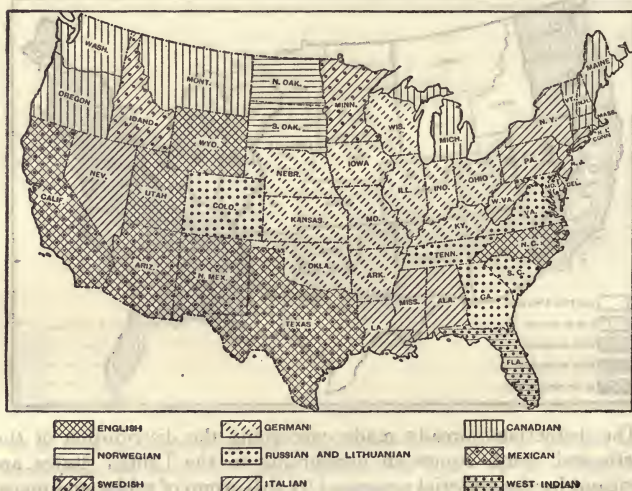 WASH.
MONT.
N. DAK.
MINN.
OREGON
IDAHO
S. DAK.
WIS.
MICH.
N. Y.
VT.
N.H.
MAINE
MASS.
R. I.
CONN
WYO.
NEBR.
IOWA
ILL.
IND.
OHIO
PA.
N. J.
DEL.
MD.
NEV.
UTAH
COLO.
KANSAS
MO.
KY.
W. VA.
VA.
CALIF.
ARIZ.
N. MEX.
OKLA.
ARK.
TENN.
N. C.
S. C.
TEXAS
LA.
MISS.
ALA.
GA.
FLA.
ENGLISH
GERMAN
CANADIAN
NORWEGIAN
RUSSIAN AND LITHUANIAN
MEXICAN
SWEDISH
ITALIAN
WEST INDIAN